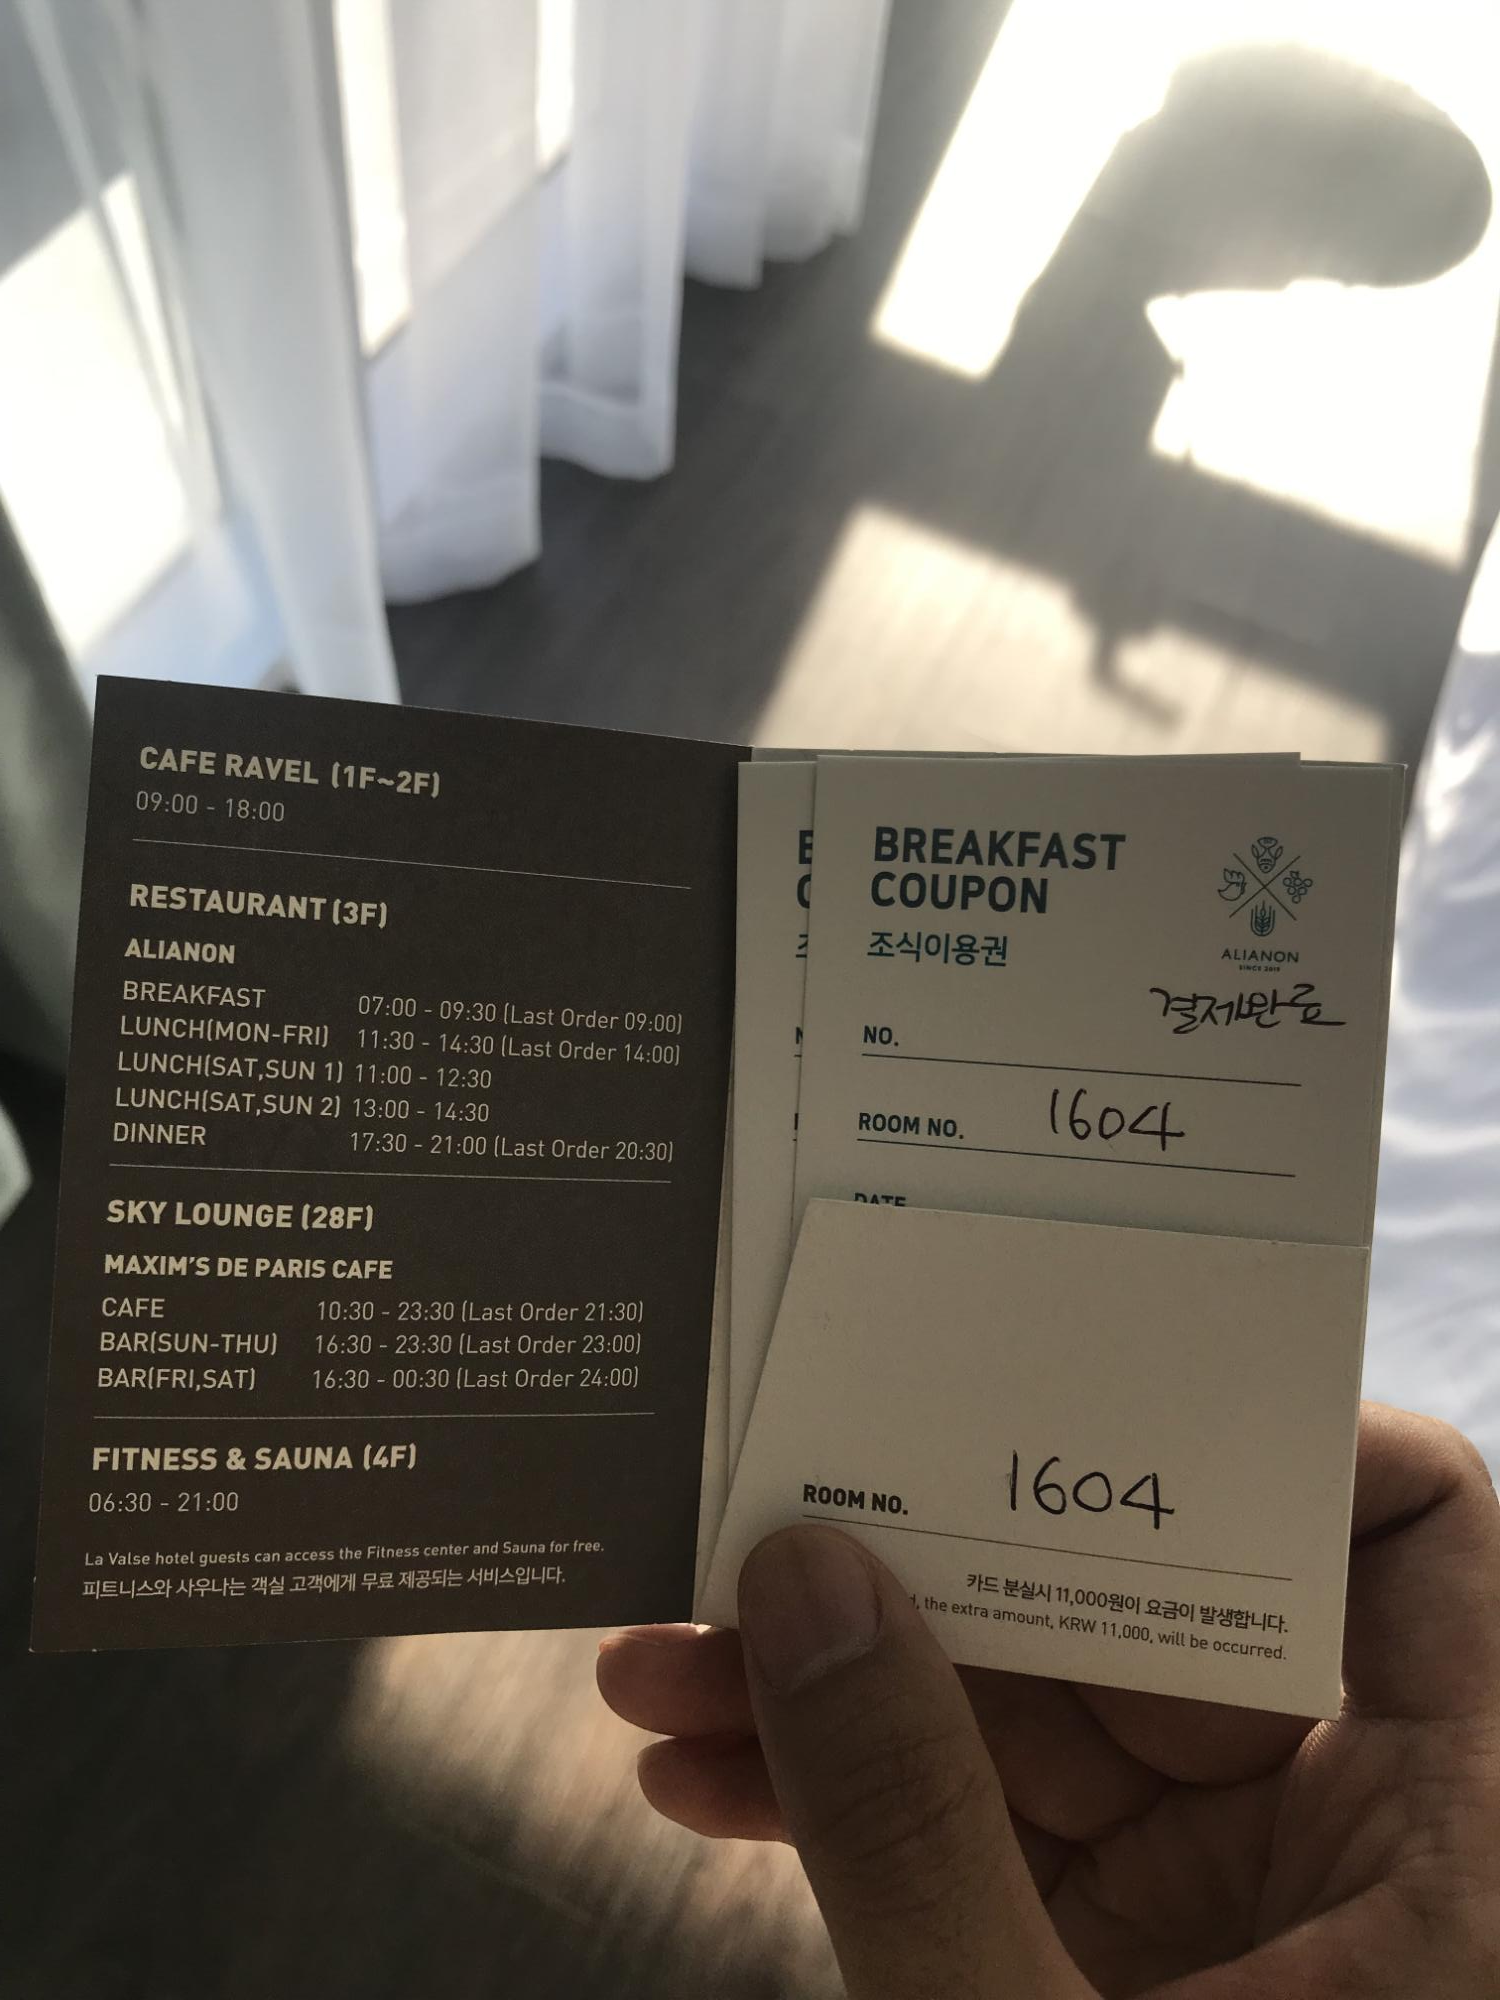 CAFE RAVEL (1F~2F)
09:00 - 18:00
RESTAURANT (3F)
ALIANON
BREAKFAST 07:00 - 09:30 (Last Order 09:00)
LUNCH(MON-FRI) 11:30 - 14:30 (Last Order 14:00)
LUNCH(SAT,SUN 1) 11:00 - 12:30
LUNCH(SAT,SUN 2) 13:00 - 14:30
DINNER 17:30 - 21:00 (Last Order 20:30)
SKY LOUNGE (28F)
MAXIM'S DE PARIS CAFE
CAFE 10:30 - 23:30 (Last Order 21:30)
BAR(SUN-THU) 16:30 - 23:30 (Last Order 23:00)
BAR(FRI,SAT) 16:30 - 00:30 (Last Order 24:00)
FITNESS & SAUNA (4F)
06:30 - 21:00
La Valse hotel guests can access the Fitness center and Sauna for free.
피트니스와 사우나는 객실 고객에게 무료 제공되는 서비스입니다.
BREAKFAST
COUPON
조식이용권
ALIANON
SINCE 2019
결제완료
NO.
ROOM NO. 1604
DATE
ROOM NO. 1604
카드 분실시 11,000원이 요금이 발생합니다.
the extra amount, KRW 11,000, will be occurred.